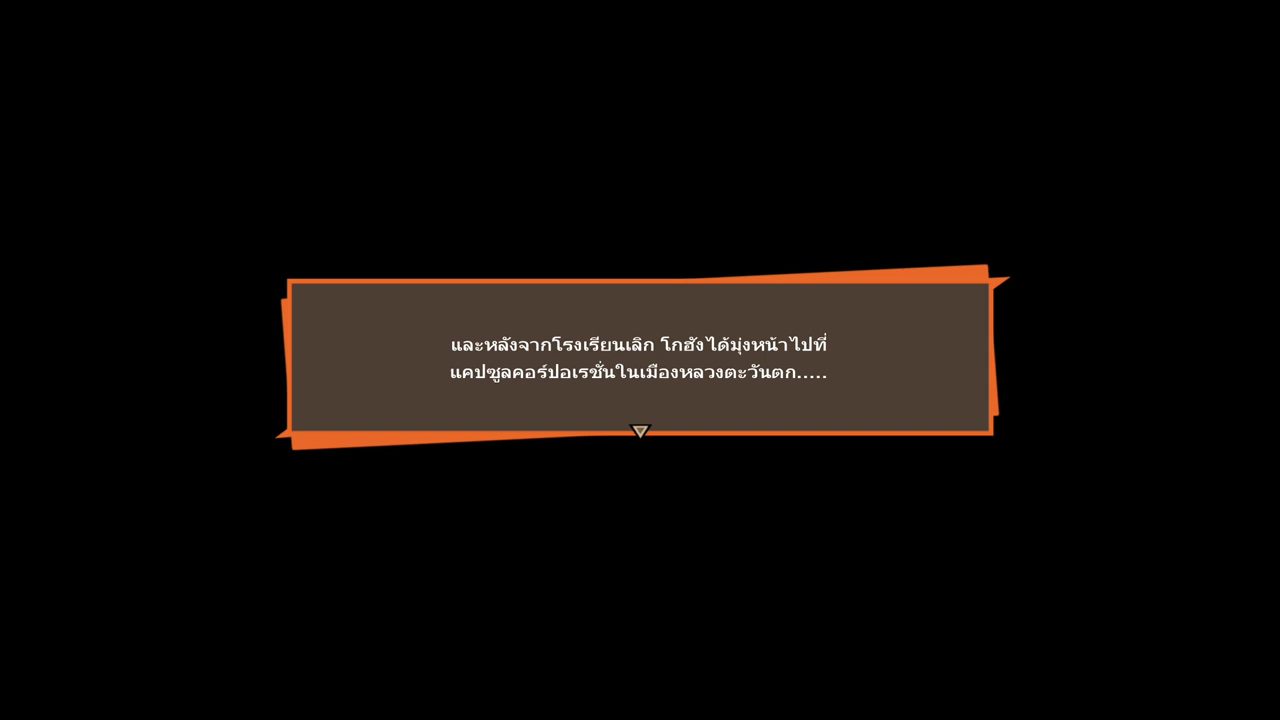 และหลังจากโรงเรียนเลิก โกฮังได้มุ่งหน้าไปที่
แคปซูลคอร์ปอเรชั่นในเมืองหลวงตะวันตก.....